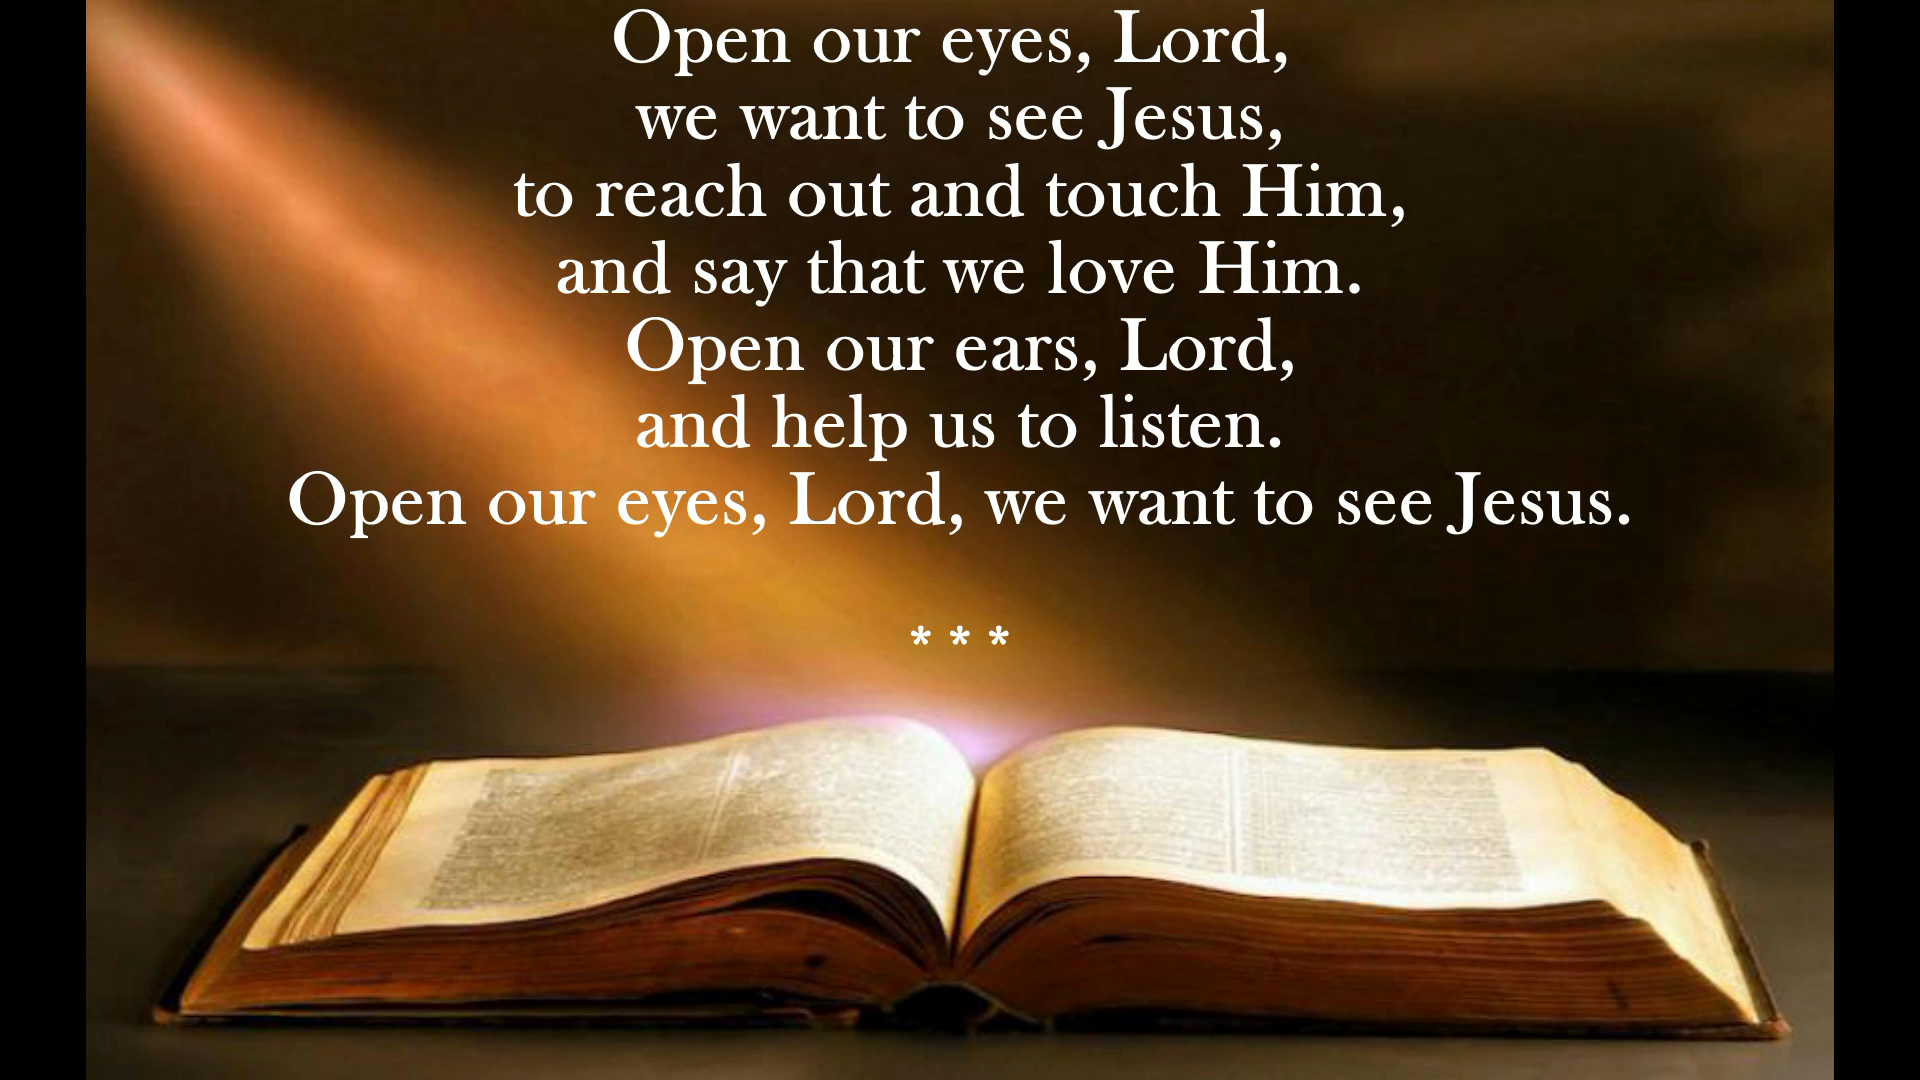 Open our eyes, Lord,
we want to see Jesus,
to reach out and touch Him,
and say that we love Him.
Open our ears, Lord,
and help us to listen.
Open our eyes, Lord, we want to see Jesus.
* * *